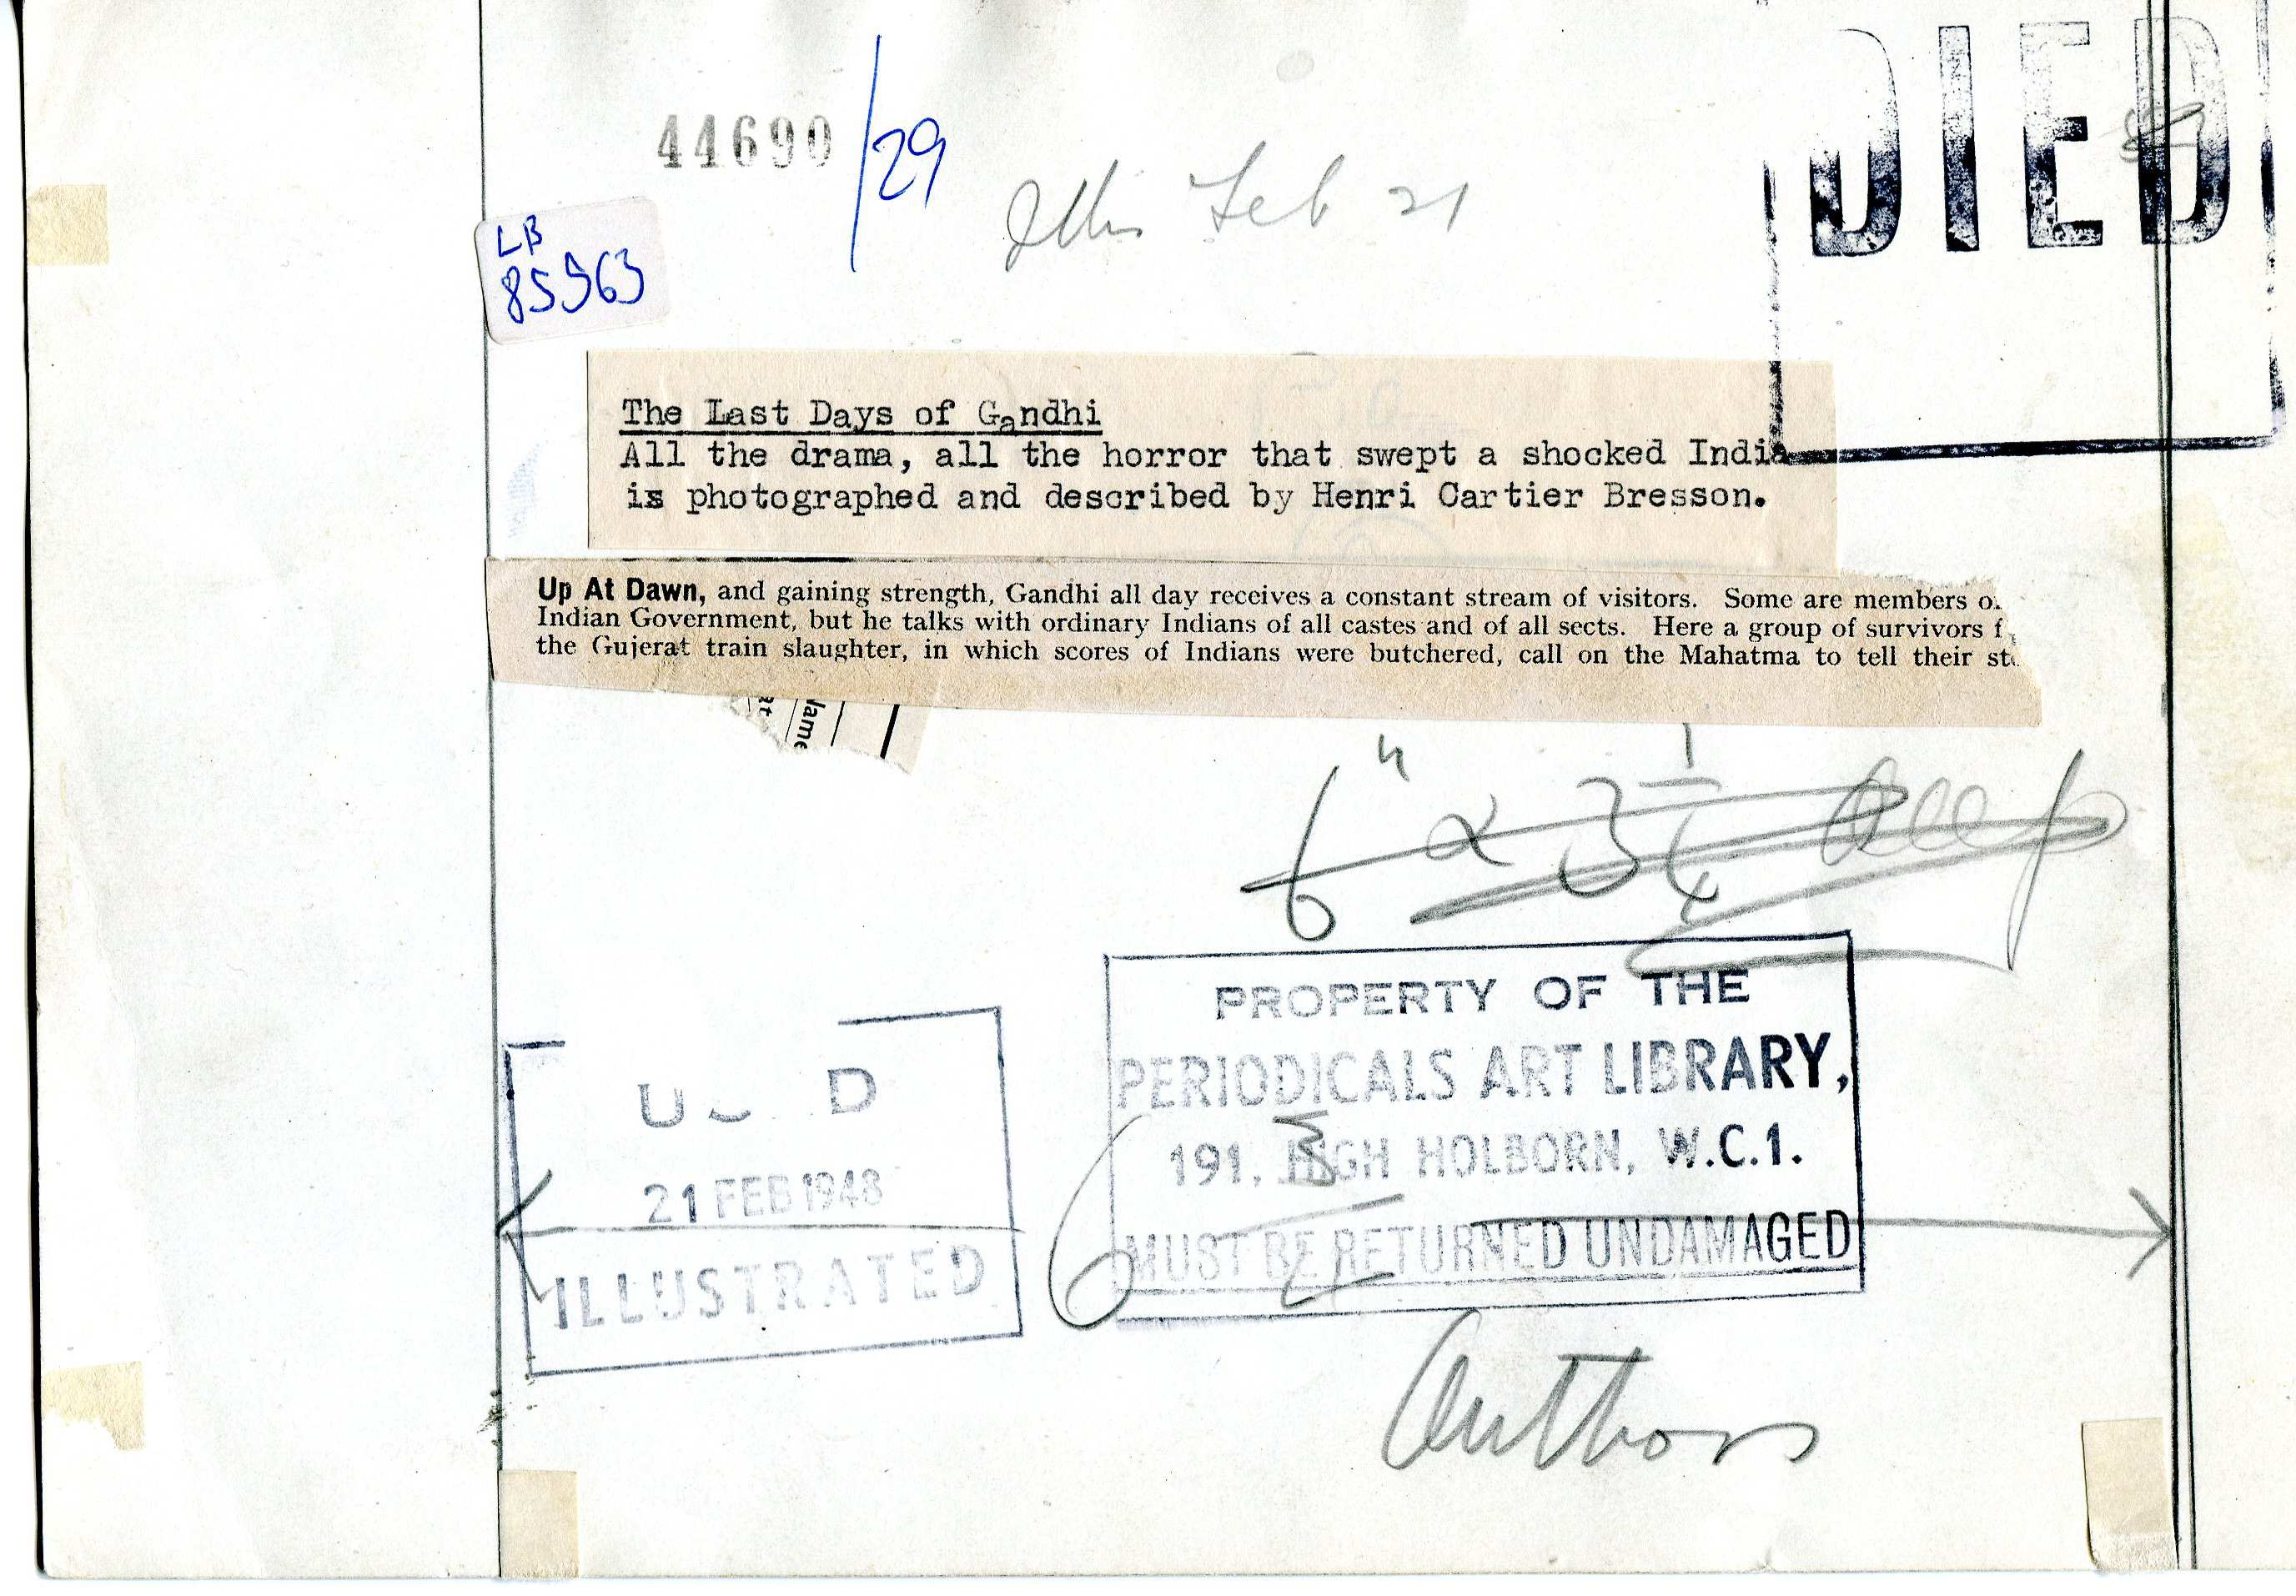 DIED
44690 /29
Feb 21
LB
85963
The Last Days of Gandhi
All the drama, all the horror that swept a shocked India
is photographed and described by Henri Cartier Bresson.
Up At Dawn, and gaining strength, Gandhi all day receives a constant stream of visitors. Some are members
Indian Government, but he talks with ordinary Indians of all castes and of all sects. Here a group of survivors
the Gujerat train slaughter, in which scores of Indians were butchered, call on the Mahatma to tell their
6" x 3 1/4 deep
PROPERTY OF THE
PERIODICALS ART LIBRARY,
191, HIGH HOLBORN, W.C.1.
MUST BE RETURNED UNDAMAGED
U D
21 FEB 1948
ILLUSTRATED
6
Authors